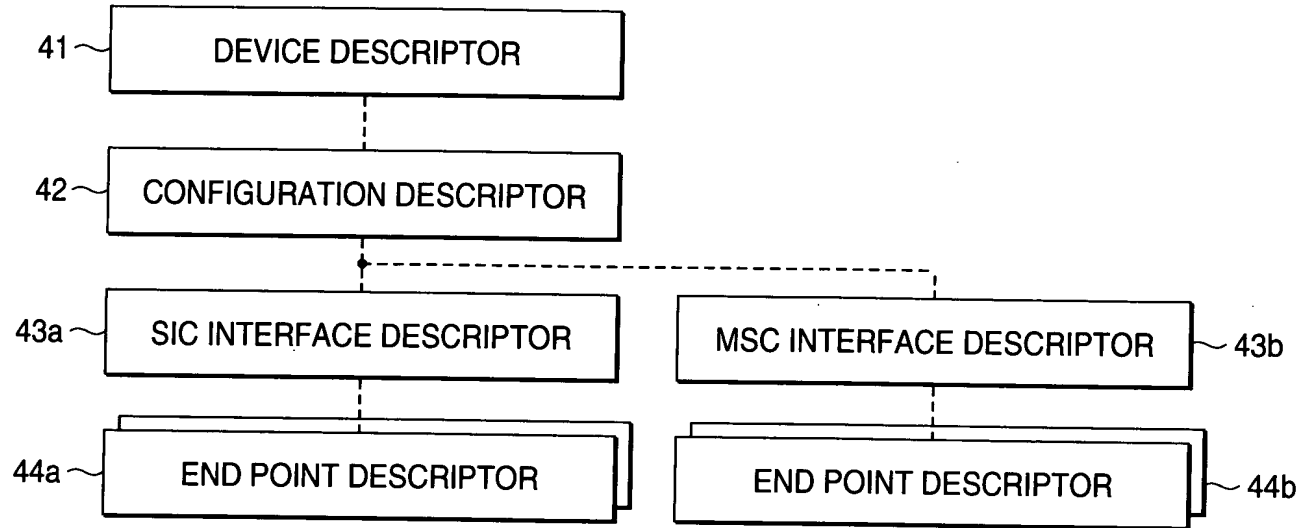 41
DEVICE DESCRIPTOR
42
CONFIGURATION DESCRIPTOR
43a
SIC INTERFACE DESCRIPTOR
MSC INTERFACE DESCRIPTOR
43b
44a
END POINT DESCRIPTOR
END POINT DESCRIPTOR
44b